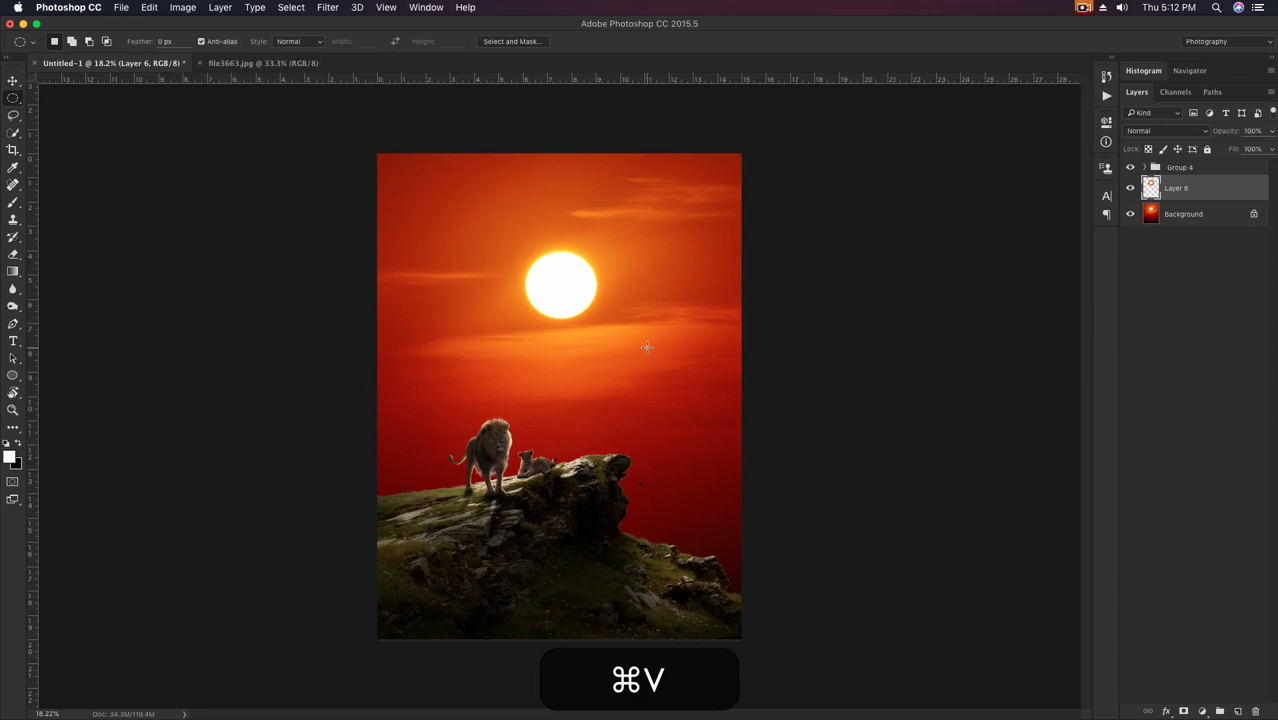 Photoshop CC File Edit Image Layer Type Select Filter 3D View Window Help Thu 5:12 PM
Adobe Photoshop CC 2015.5
Feather: 0 px Anti-alias Style: Normal Width: Height: Select and Mask... Photography
Untitled-1 @ 18.2% (Layer 6, RGB/8) * file3663.jpg @ 33.3% (RGB/8)
Histogram Navigator
Layers Channels Paths
Kind
Normal Opacity: 100%
Lock: Fill: 100%
Group 4
Layer 6
Background
⌘V
18.22% Doc: 34.3M/119.4M